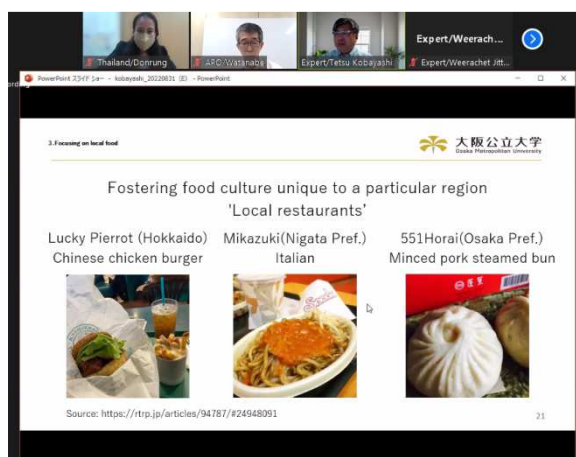 Thailand/Donrung
APO/Watanabe
Expert/Tetsu Kobayashi
Expert/Weerach...
Expert/Weerachet Jitt...
PowerPoint スライド ショー - kobayashi_20220831 (E) - PowerPoint
3. Focusing on local food
大阪公立大学
Osaka Metropolitan University
Fostering food culture unique to a particular region
'Local restaurants'
Lucky Pierrot (Hokkaido)
Chinese chicken burger
Mikazuki(Nigata Pref.)
Italian
551Horai(Osaka Pref.)
Minced pork steamed bun
Source: https://rtrp.jp/articles/94787/#24948091
21